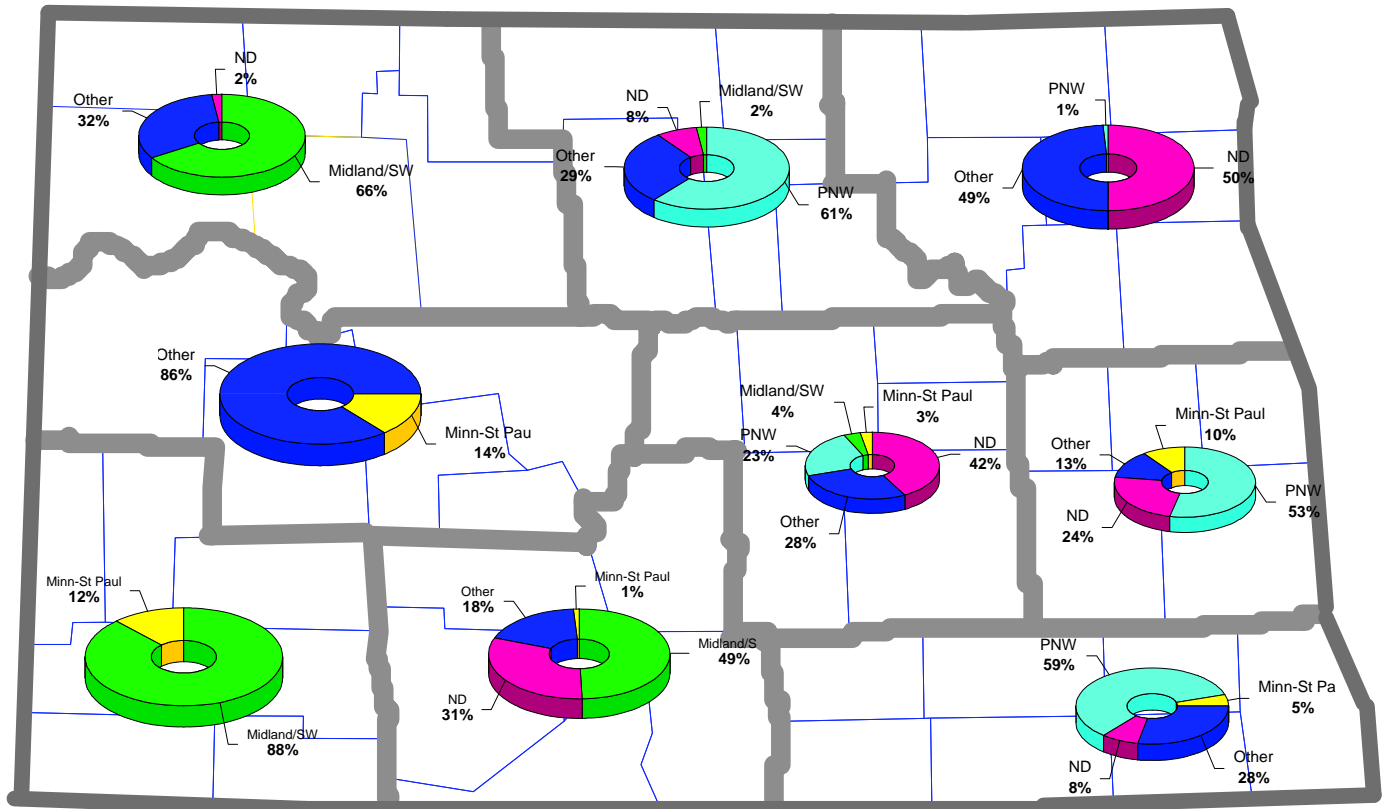 ND
2%
Other
32%
Midland/SW
66%
ND
8%
Midland/SW
2%
Other
29%
PNW
61%
PNW
1%
Other
49%
ND
50%
Other
86%
Minn-St Pau
14%
Midland/SW
4%
Minn-St Paul
3%
PNW
23%
ND
42%
Other
28%
Minn-St Paul
10%
Other
13%
PNW
53%
ND
24%
Minn-St Paul
12%
Midland/SW
88%
Other
18%
Minn-St Paul
1%
Midland/S
49%
ND
31%
PNW
59%
Minn-St Pa
5%
Other
28%
ND
8%